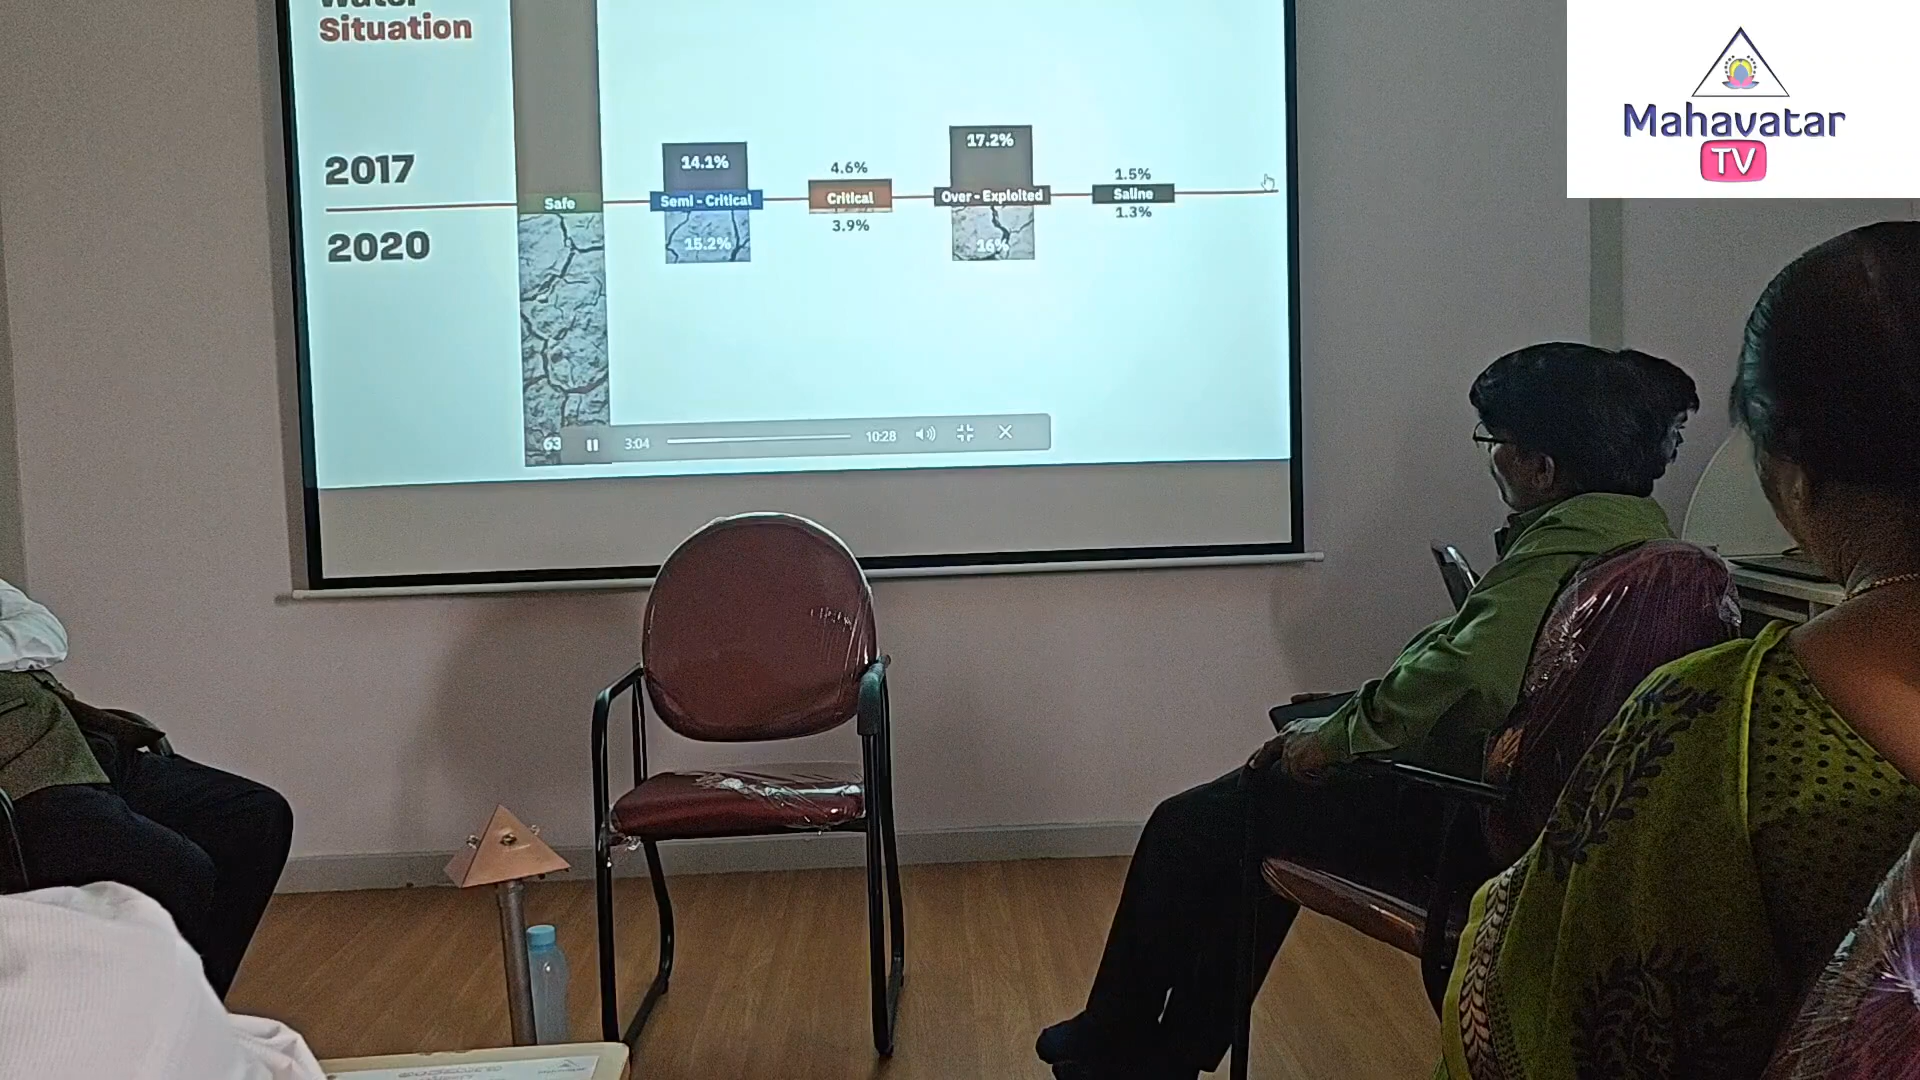 Water
Situation
2017
2020
Safe
63
14.1%
Semi - Critical
15.2%
4.6%
Critical
3.9%
17.2%
Over - Exploited
16%
1.5%
Saline
1.3%
3:04
10:28
Mahavatar
TV